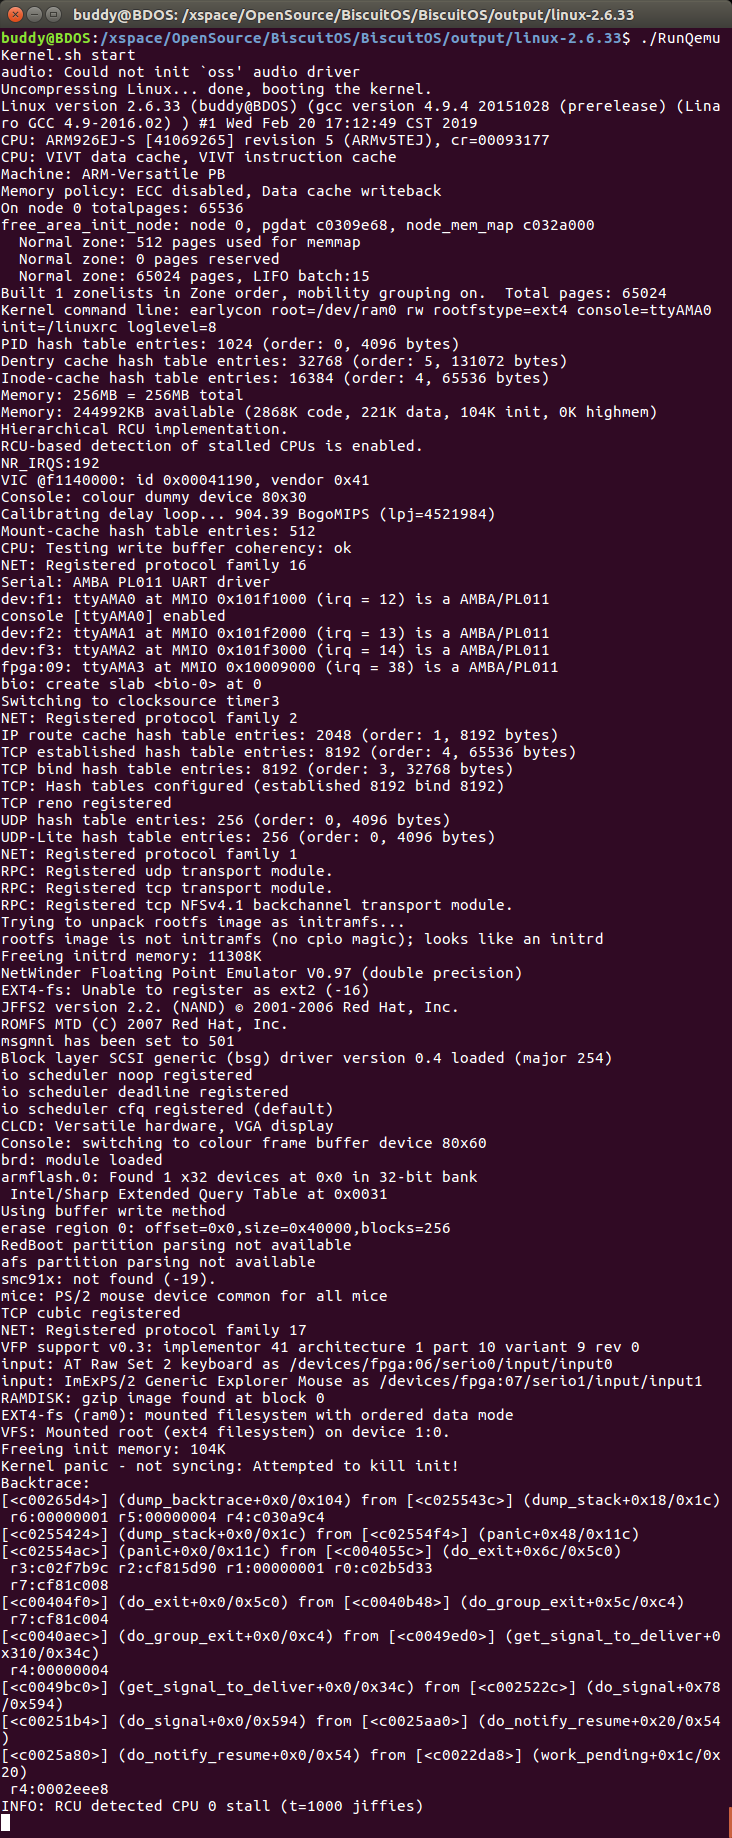 buddy@BDOS: /xspace/OpenSource/BiscuitOS/BiscuitOS/output/linux-2.6.33
buddy@BDOS:/xspace/OpenSource/BiscuitOS/BiscuitOS/output/linux-2.6.33$ ./RunQemu
Kernel.sh start
audio: Could not init `oss' audio driver
Uncompressing Linux... done, booting the kernel.
Linux version 2.6.33 (buddy@BDOS) (gcc version 4.9.4 20151028 (prerelease) (Lina
ro GCC 4.9-2016.02) ) #1 Wed Feb 20 17:12:49 CST 2019
CPU: ARM926EJ-S [41069265] revision 5 (ARMv5TEJ), cr=00093177
CPU: VIVT data cache, VIVT instruction cache
Machine: ARM-Versatile PB
Memory policy: ECC disabled, Data cache writeback
On node 0 totalpages: 65536
free_area_init_node: node 0, pgdat c0309e68, node_mem_map c032a000
  Normal zone: 512 pages used for memmap
  Normal zone: 0 pages reserved
  Normal zone: 65024 pages, LIFO batch:15
Built 1 zonelists in Zone order, mobility grouping on.  Total pages: 65024
Kernel command line: earlycon root=/dev/ram0 rw rootfstype=ext4 console=ttyAMA0
init=/linuxrc loglevel=8
PID hash table entries: 1024 (order: 0, 4096 bytes)
Dentry cache hash table entries: 32768 (order: 5, 131072 bytes)
Inode-cache hash table entries: 16384 (order: 4, 65536 bytes)
Memory: 256MB = 256MB total
Memory: 244992KB available (2868K code, 221K data, 104K init, 0K highmem)
Hierarchical RCU implementation.
RCU-based detection of stalled CPUs is enabled.
NR_IRQS:192
VIC @f1140000: id 0x00041190, vendor 0x41
Console: colour dummy device 80x30
Calibrating delay loop... 904.39 BogoMIPS (lpj=4521984)
Mount-cache hash table entries: 512
CPU: Testing write buffer coherency: ok
NET: Registered protocol family 16
Serial: AMBA PL011 UART driver
dev:f1: ttyAMA0 at MMIO 0x101f1000 (irq = 12) is a AMBA/PL011
console [ttyAMA0] enabled
dev:f2: ttyAMA1 at MMIO 0x101f2000 (irq = 13) is a AMBA/PL011
dev:f3: ttyAMA2 at MMIO 0x101f3000 (irq = 14) is a AMBA/PL011
fpga:09: ttyAMA3 at MMIO 0x10009000 (irq = 38) is a AMBA/PL011
bio: create slab <bio-0> at 0
Switching to clocksource timer3
NET: Registered protocol family 2
IP route cache hash table entries: 2048 (order: 1, 8192 bytes)
TCP established hash table entries: 8192 (order: 4, 65536 bytes)
TCP bind hash table entries: 8192 (order: 3, 32768 bytes)
TCP: Hash tables configured (established 8192 bind 8192)
TCP reno registered
UDP hash table entries: 256 (order: 0, 4096 bytes)
UDP-Lite hash table entries: 256 (order: 0, 4096 bytes)
NET: Registered protocol family 1
RPC: Registered udp transport module.
RPC: Registered tcp transport module.
RPC: Registered tcp NFSv4.1 backchannel transport module.
Trying to unpack rootfs image as initramfs...
rootfs image is not initramfs (no cpio magic); looks like an initrd
Freeing initrd memory: 11308K
NetWinder Floating Point Emulator V0.97 (double precision)
EXT4-fs: Unable to register as ext2 (-16)
JFFS2 version 2.2. (NAND) © 2001-2006 Red Hat, Inc.
ROMFS MTD (C) 2007 Red Hat, Inc.
msgmni has been set to 501
Block layer SCSI generic (bsg) driver version 0.4 loaded (major 254)
io scheduler noop registered
io scheduler deadline registered
io scheduler cfq registered (default)
CLCD: Versatile hardware, VGA display
Console: switching to colour frame buffer device 80x60
brd: module loaded
armflash.0: Found 1 x32 devices at 0x0 in 32-bit bank
 Intel/Sharp Extended Query Table at 0x0031
Using buffer write method
erase region 0: offset=0x0,size=0x40000,blocks=256
RedBoot partition parsing not available
afs partition parsing not available
smc91x: not found (-19).
mice: PS/2 mouse device common for all mice
TCP cubic registered
NET: Registered protocol family 17
VFP support v0.3: implementor 41 architecture 1 part 10 variant 9 rev 0
input: AT Raw Set 2 keyboard as /devices/fpga:06/serio0/input/input0
input: ImExPS/2 Generic Explorer Mouse as /devices/fpga:07/serio1/input/input1
RAMDISK: gzip image found at block 0
EXT4-fs (ram0): mounted filesystem with ordered data mode
VFS: Mounted root (ext4 filesystem) on device 1:0.
Freeing init memory: 104K
Kernel panic - not syncing: Attempted to kill init!
Backtrace:
[<c00265d4>] (dump_backtrace+0x0/0x104) from [<c025543c>] (dump_stack+0x18/0x1c)
 r6:00000001 r5:00000004 r4:c030a9c4
[<c0255424>] (dump_stack+0x0/0x1c) from [<c02554f4>] (panic+0x48/0x11c)
[<c02554ac>] (panic+0x0/0x11c) from [<c004055c>] (do_exit+0x6c/0x5c0)
 r3:c02f7b9c r2:cf815d90 r1:00000001 r0:c02b5d33
 r7:cf81c008
[<c00404f0>] (do_exit+0x0/0x5c0) from [<c0040b48>] (do_group_exit+0x5c/0xc4)
 r7:cf81c004
[<c0040aec>] (do_group_exit+0x0/0xc4) from [<c0049ed0>] (get_signal_to_deliver+0
x310/0x34c)
 r4:00000004
[<c0049bc0>] (get_signal_to_deliver+0x0/0x34c) from [<c002522c>] (do_signal+0x78
/0x594)
[<c00251b4>] (do_signal+0x0/0x594) from [<c0025aa0>] (do_notify_resume+0x20/0x54
)
[<c0025a80>] (do_notify_resume+0x0/0x54) from [<c0022da8>] (work_pending+0x1c/0x
20)
 r4:0002eee8
INFO: RCU detected CPU 0 stall (t=1000 jiffies)